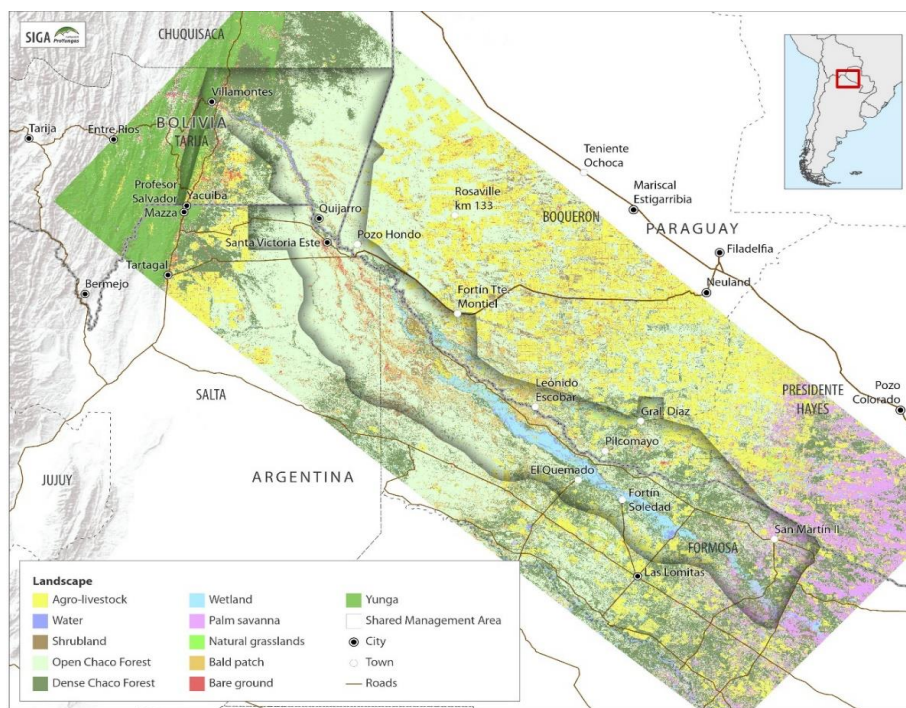 SIGA
ProYungas
CHUQUISACA
Villamontes
BOLIVIA
TARIJA
Tarija
Entre Rios
Profesor
Salvador
Mazza
Yacuiba
Quijarro
Santa Victoria Este
Pozo Hondo
Tartagal
Bermejo
Rosaville
km 133
Teniente
Ochoca
BOQUERON
Mariscal
Estigarribia
PARAGUAY
Filadelfia
Neuland
Fortín Tte.
Montiel
SALTA
Leónido
Escobar
PRESIDENTE
HAYES
Pozo
Colorado
Gral. Díaz
Pilcomayo
JUJUY
ARGENTINA
El Quemado
Fortín
Soledad
San Martín II
FORMOSA
Las Lomitas
Landscape
Agro-livestock
Water
Shrubland
Open Chaco Forest
Dense Chaco Forest
Wetland
Palm savanna
Natural grasslands
Bald patch
Bare ground
Yunga
Shared Management Area
City
Town
Roads